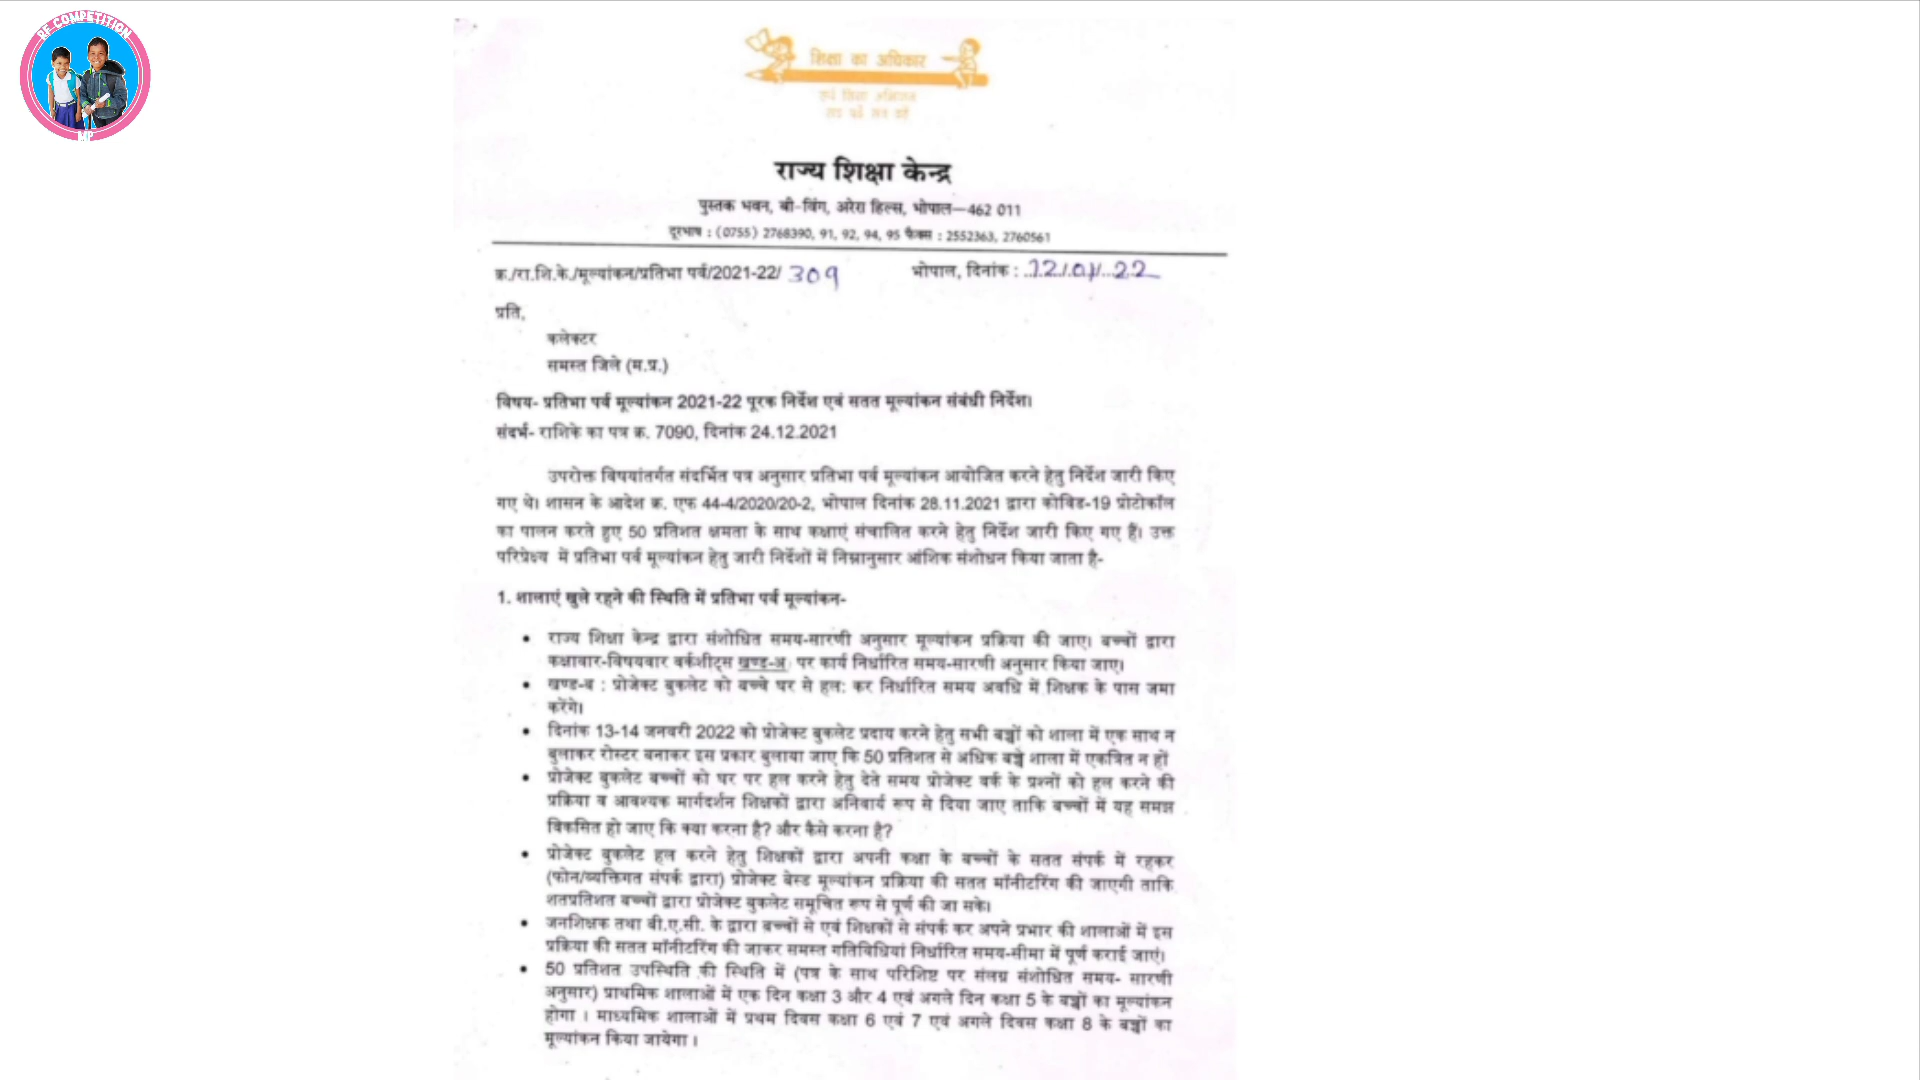 RF COMPETITION
MP
शिक्षा का अधिकार
सर्व शिक्षा अभियान
सब पढ़ें सब बढ़ें
राज्य शिक्षा केन्द्र
पुस्तक भवन, बी-विंग, अरेरा हिल्स, भोपाल—462 011
दूरभाष : (0755) 2768390, 91, 92, 94, 95 फैक्स : 2552363, 2760561
क्र./रा.शि.के./मूल्यांकन/प्रतिभा पर्व/2021-22/ 309 भोपाल, दिनांक : 12/01/22
प्रति,
कलेक्टर
समस्त जिले (म.प्र.)
विषय- प्रतिभा पर्व मूल्यांकन 2021-22 पूरक निर्देश एवं सतत मूल्यांकन संबंधी निर्देश।
संदर्भ- राशिके का पत्र क्र. 7090, दिनांक 24.12.2021
उपरोक्त विषयांतर्गत संदर्भित पत्र अनुसार प्रतिभा पर्व मूल्यांकन आयोजित करने हेतु निर्देश जारी किए
गए थे। शासन के आदेश क्र. एफ 44-4/2020/20-2, भोपाल दिनांक 28.11.2021 द्वारा कोविड-19 प्रोटोकॉल
का पालन करते हुए 50 प्रतिशत क्षमता के साथ कक्षाएं संचालित करने हेतु निर्देश जारी किए गए हैं। उक्त
परिप्रेक्ष्य में प्रतिभा पर्व मूल्यांकन हेतु जारी निर्देशों में निम्नानुसार आंशिक संशोधन किया जाता है-
1. शालाएं खुले रहने की स्थिति में प्रतिभा पर्व मूल्यांकन-
• राज्य शिक्षा केन्द्र द्वारा संशोधित समय-सारणी अनुसार मूल्यांकन प्रक्रिया की जाए। बच्चों द्वारा
कक्षावार-विषयवार वर्कशीट्स खण्ड-अ पर कार्य निर्धारित समय-सारणी अनुसार किया जाए।
• खण्ड-ब : प्रोजेक्ट बुकलेट को बच्चे घर से हल: कर निर्धारित समय अवधि में शिक्षक के पास जमा
करेंगे।
• दिनांक 13-14 जनवरी 2022 को प्रोजेक्ट बुकलेट प्रदाय करने हेतु सभी बच्चों को शाला में एक साथ न
बुलाकर रोस्टर बनाकर इस प्रकार बुलाया जाए कि 50 प्रतिशत से अधिक बच्चे शाला में एकत्रित न हों
• प्रोजेक्ट बुकलेट बच्चों को घर पर हल करने हेतु देते समय प्रोजेक्ट वर्क के प्रश्नों को हल करने की
प्रक्रिया व आवश्यक मार्गदर्शन शिक्षकों द्वारा अनिवार्य रूप से दिया जाए ताकि बच्चों में यह समझ
विकसित हो जाए कि क्या करना है? और कैसे करना है?
• प्रोजेक्ट बुकलेट हल करने हेतु शिक्षकों द्वारा अपनी कक्षा के बच्चों के सतत संपर्क में रहकर
(फोन/व्यक्तिगत संपर्क द्वारा) प्रोजेक्ट बेस्ड मूल्यांकन प्रक्रिया की सतत मॉनीटरिंग की जाएगी ताकि
शतप्रतिशत बच्चों द्वारा प्रोजेक्ट बुकलेट समूचित रूप से पूर्ण की जा सके।
• जनशिक्षक तथा बी.ए.सी. के द्वारा बच्चों से एवं शिक्षकों से संपर्क कर अपने प्रभार की शालाओं में इस
प्रक्रिया की सतत मॉनीटरिंग की जाकर समस्त गतिविधियां निर्धारित समय-सीमा में पूर्ण कराई जाएं।
• 50 प्रतिशत उपस्थिति की स्थिति में (पत्र के साथ परिशिष्ट पर संलग्न संशोधित समय- सारणी
अनुसार) प्राथमिक शालाओं में एक दिन कक्षा 3 और 4 एवं अगले दिन कक्षा 5 के बच्चों का मूल्यांकन
होगा । माध्यमिक शालाओं में प्रथम दिवस कक्षा 6 एवं 7 एवं अगले दिवस कक्षा 8 के बच्चों का
मूल्यांकन किया जायेगा ।